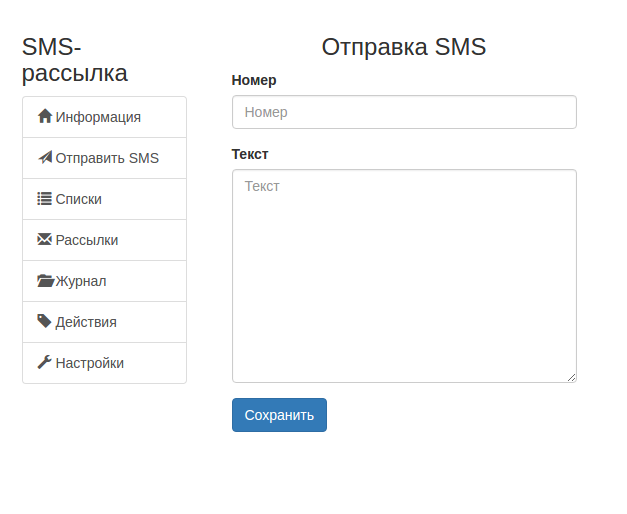 SMS-
рассылка
Информация
Отправить SMS
Списки
Рассылки
Журнал
Действия
Настройки
Отправка SMS
Номер
Номер
Текст
Текст
Сохранить